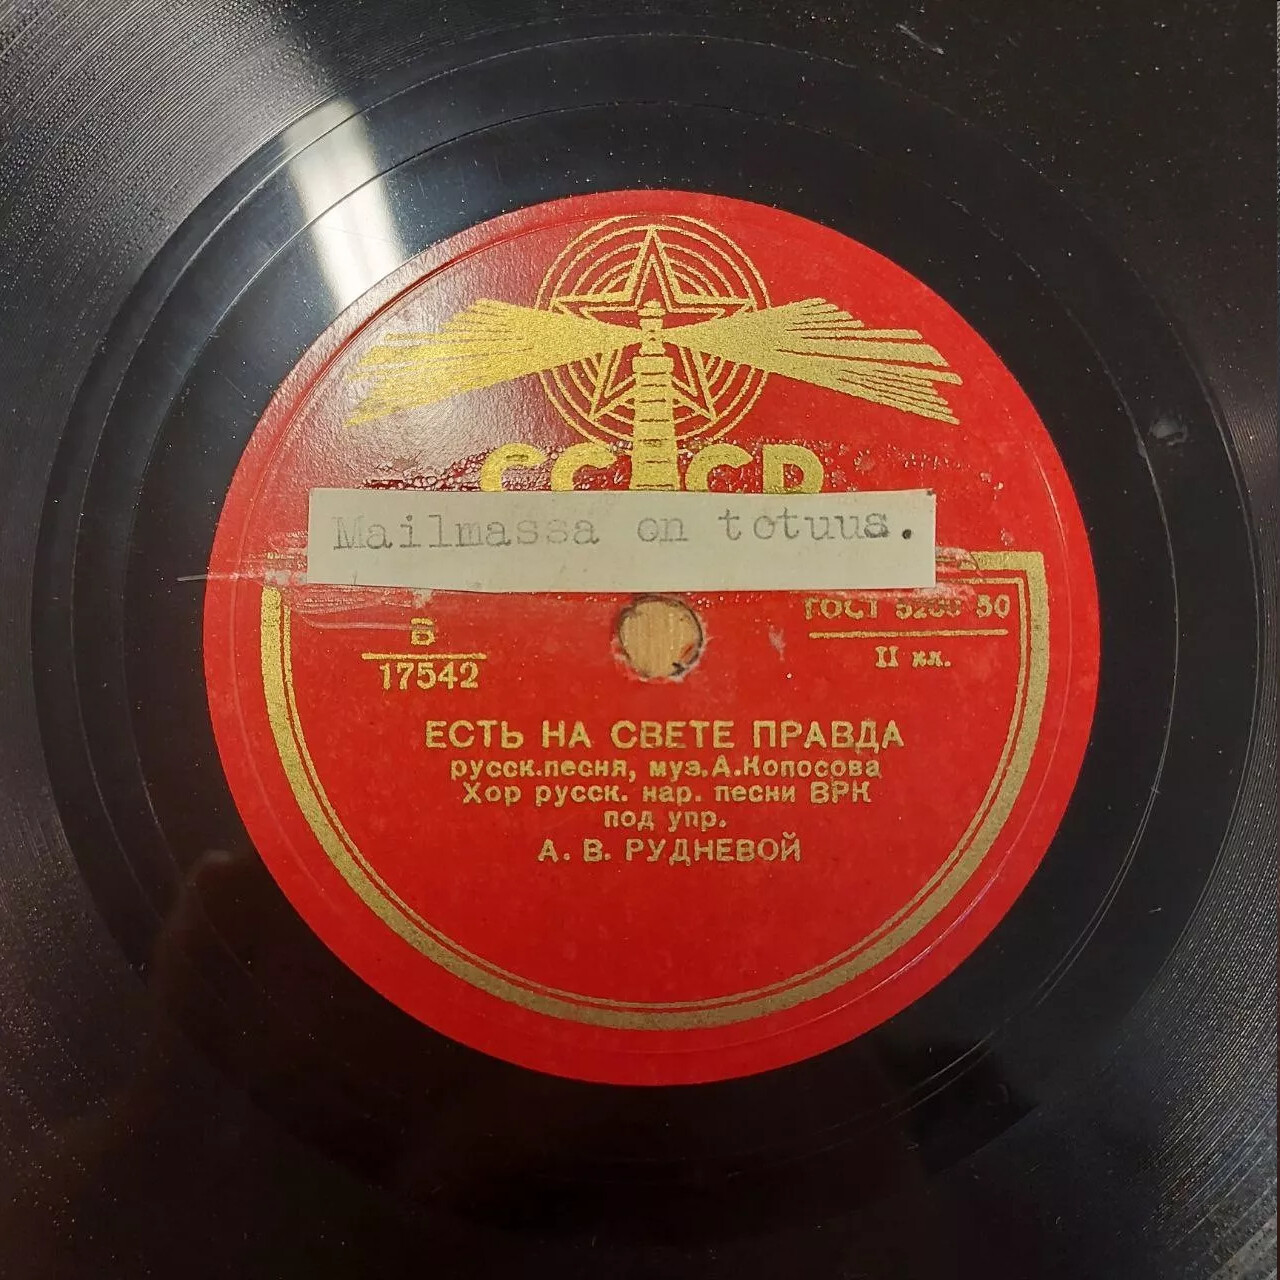 СССР
Mailmassa on totuus.
ГОСТ 5289 50
В
17542
II кл.
ЕСТЬ НА СВЕТЕ ПРАВДА
русск.песня, муз.А.Копосова
Хор русск. нар. песни ВРК
под упр.
А. В. РУДНЕВОЙ